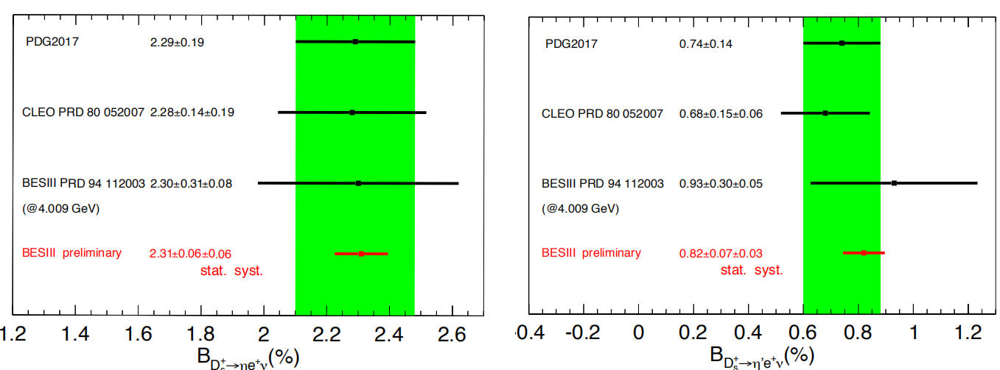 PDG2017 2.29±0.19
CLEO PRD 80 052007 2.28±0.14±0.19
BESIII PRD 94 112003 2.30±0.31±0.08
(@4.009 GeV)
BESIII preliminary 2.31±0.06±0.06
stat. syst.
1.2 1.4 1.6 1.8 2 2.2 2.4 2.6
B_{D_s^+→ηe^+ν}(%)
PDG2017 0.74±0.14
CLEO PRD 80 052007 0.68±0.15±0.06
BESIII PRD 94 112003 0.93±0.30±0.05
(@4.009 GeV)
BESIII preliminary 0.82±0.07±0.03
stat. syst.
-0.4 -0.2 0 0.2 0.4 0.6 0.8 1 1.2
B_{D_s^+→η'e^+ν}(%)